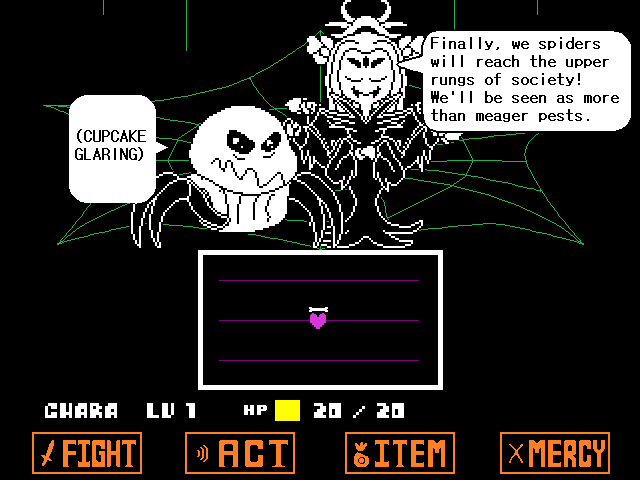 Finally, we spiders
will reach the upper
rungs of society!
We'll be seen as more
than meager pests.
(CUPCAKE
GLARING)
CHARA LV 1 HP 20 / 20
FIGHT ACT ITEM MERCY